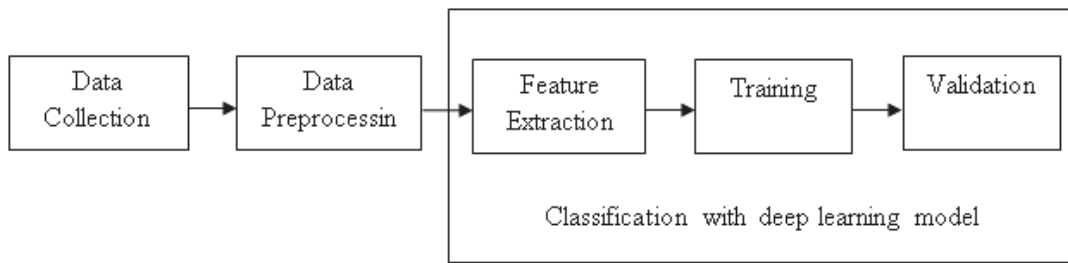 Data
Collection
Data
Preprocessin
Feature
Extraction
Training
Validation
Classification with deep learning model